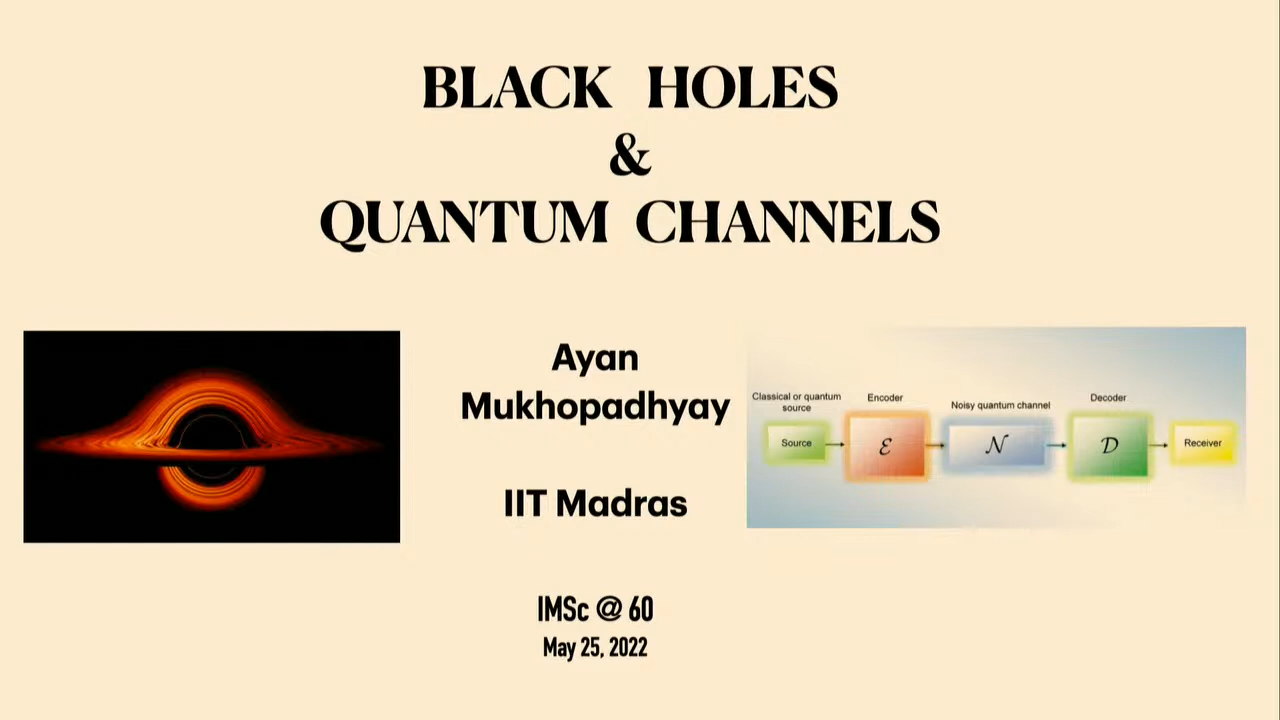 BLACK HOLES
&
QUANTUM CHANNELS
Ayan
Mukhopadhyay
IIT Madras
Classical or quantum
source
Encoder
Noisy quantum channel
Decoder
Source
ℰ
𝒩
𝒟
Receiver
IMSc @ 60
May 25, 2022